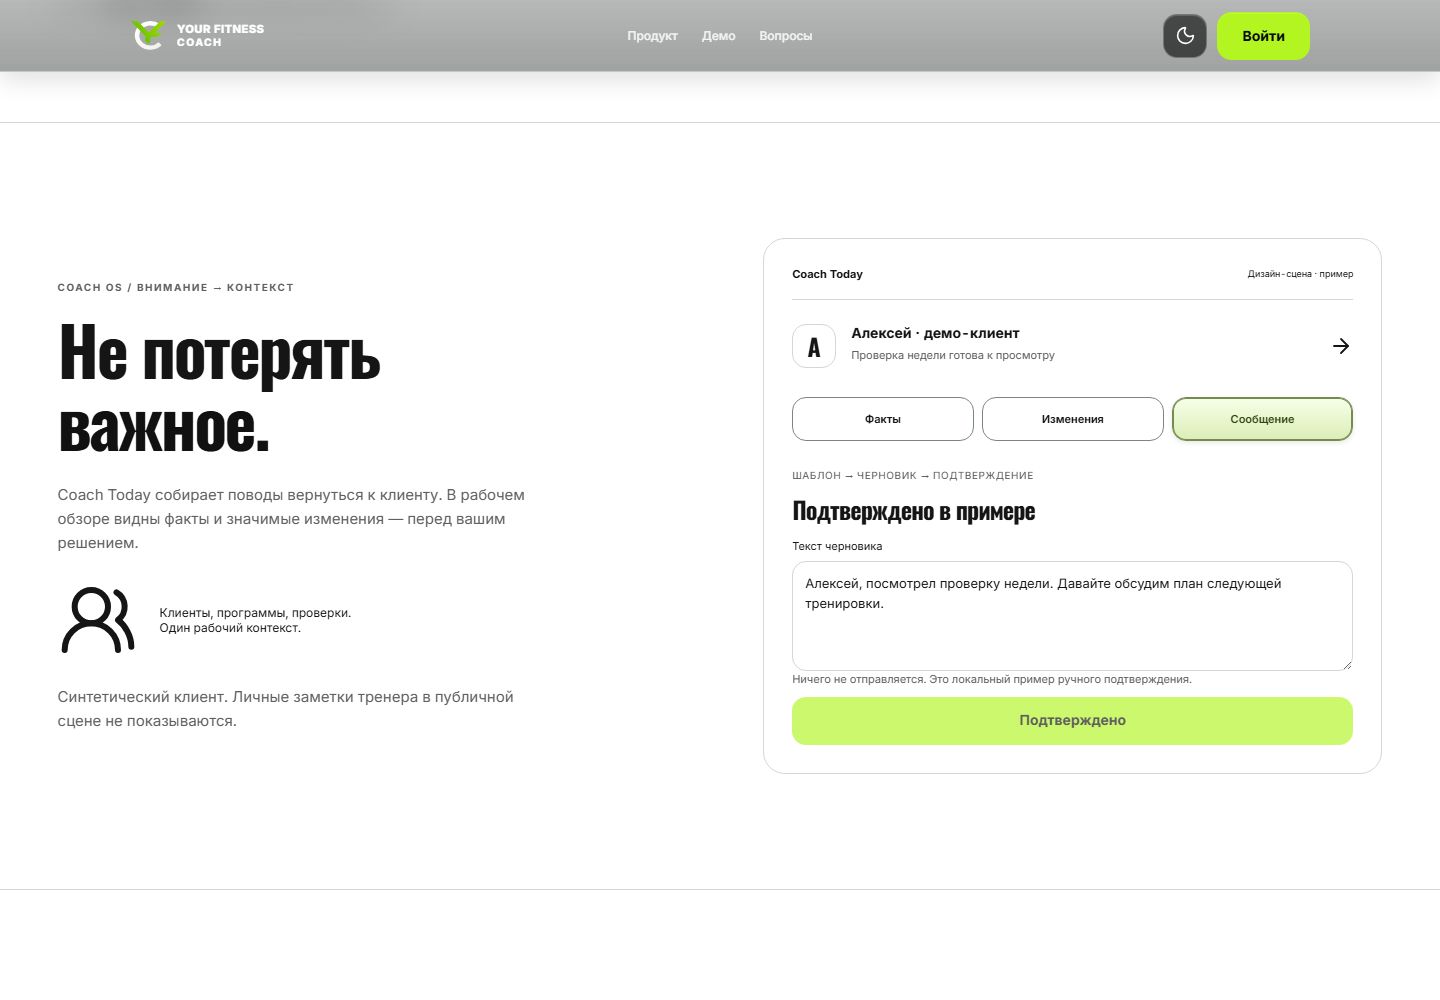 YOUR FITNESS
COACH
Продукт
Демо
Вопросы
Войти
COACH OS / ВНИМАНИЕ → КОНТЕКСТ
Не потерять
важное.
Coach Today собирает поводы вернуться к клиенту. В рабочем
обзоре видны факты и значимые изменения — перед вашим
решением.
Клиенты, программы, проверки.
Один рабочий контекст.
Синтетический клиент. Личные заметки тренера в публичной
сцене не показываются.
Coach Today
Дизайн-сцена · пример
А
Алексей · демо-клиент
Проверка недели готова к просмотру
Факты
Изменения
Сообщение
ШАБЛОН → ЧЕРНОВИК → ПОДТВЕРЖДЕНИЕ
Подтверждено в примере
Текст черновика
Алексей, посмотрел проверку недели. Давайте обсудим план следующей
тренировки.
Ничего не отправляется. Это локальный пример ручного подтверждения.
Подтверждено